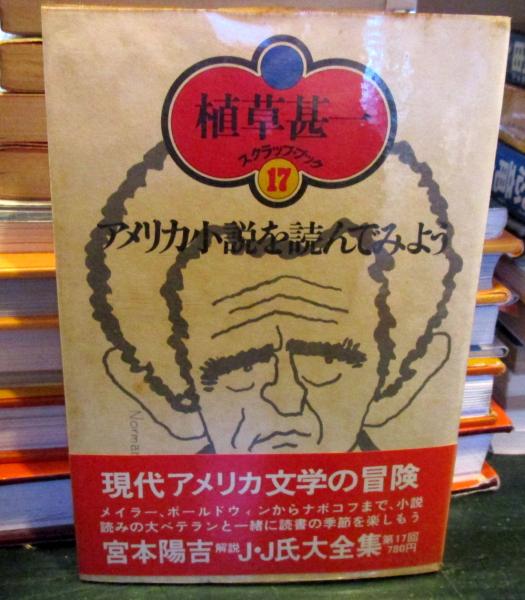 植草甚一
スクラップ・ブック
17
アメリカ小説を読んでみよう
Norman
現代アメリカ文学の冒険
メイラー、ボールドウィンからナボコフまで、小説
読みの大ベテランと一緒に読書の季節を楽しもう
宮本陽吉解説 J・J氏大全集 第17回
780円